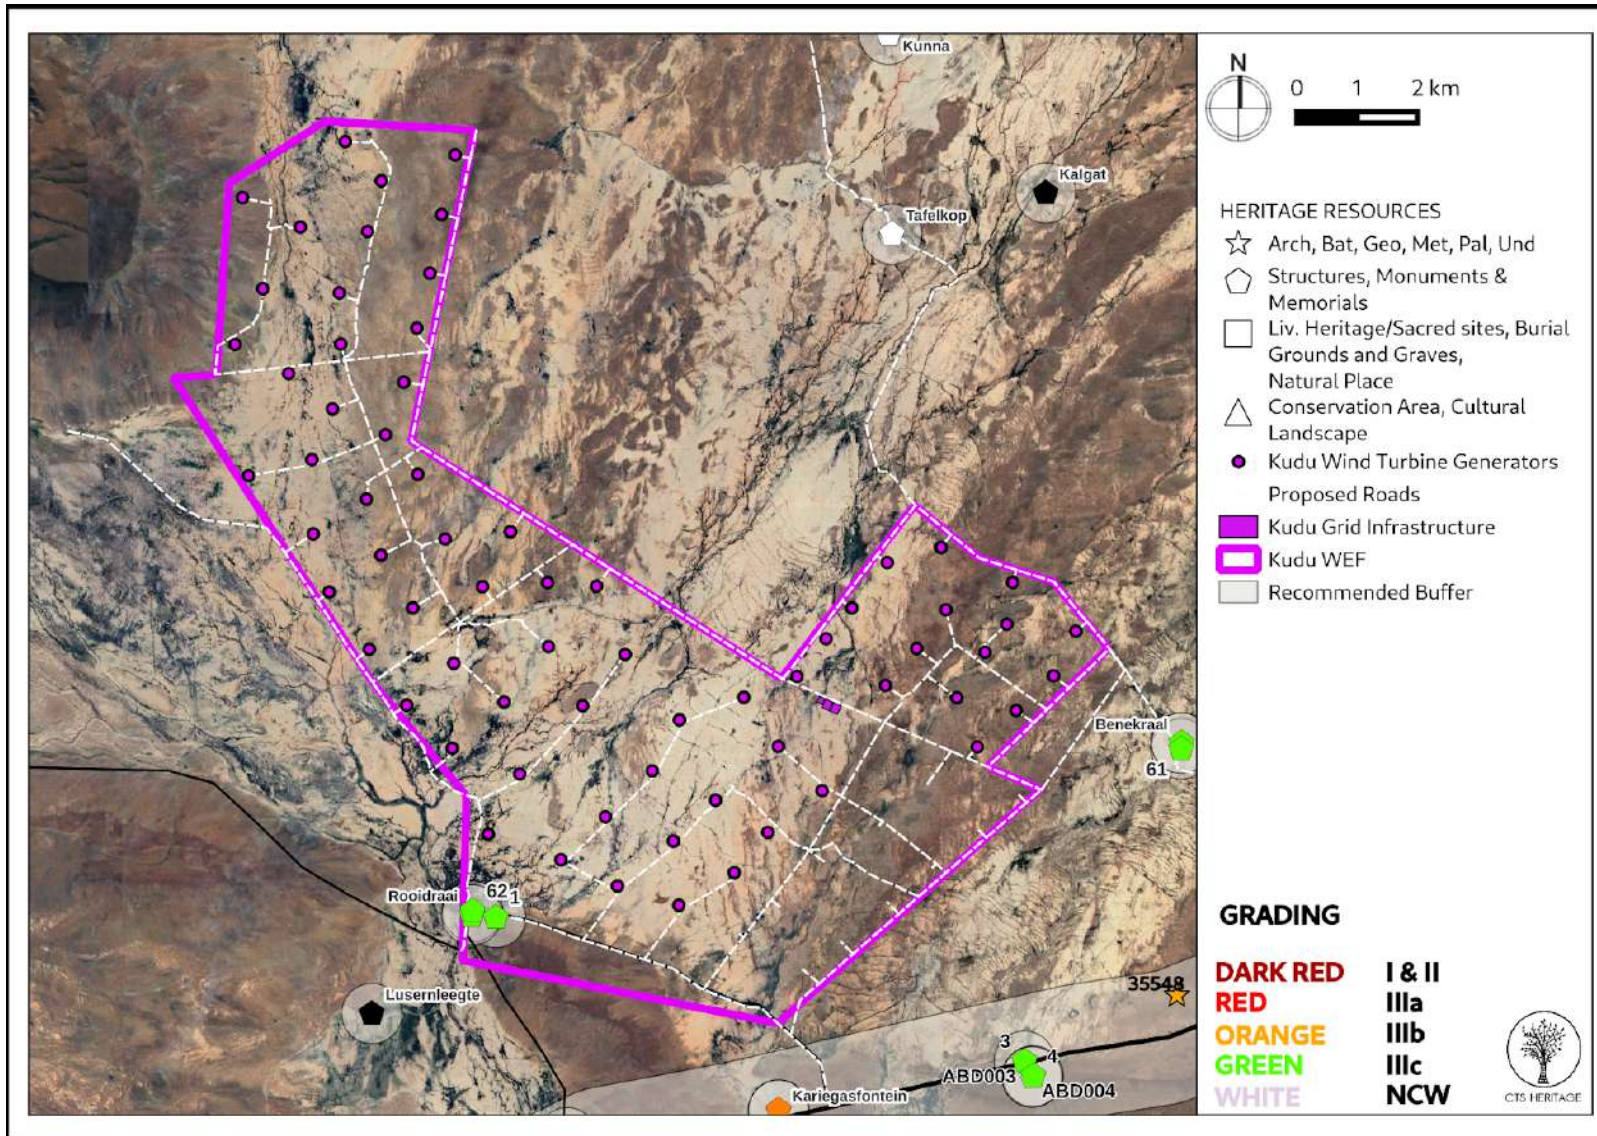 Kunna
Kalgat
Tafelkop
Benekraal
61
Rooidraai
62
1
Lusernleegte
35548
3
4
ABD003
ABD004
Kariegasfontein
N
0 1 2 km
HERITAGE RESOURCES
Arch, Bat, Geo, Met, Pal, Und
Structures, Monuments &
Memorials
Liv. Heritage/Sacred sites, Burial
Grounds and Graves,
Natural Place
Conservation Area, Cultural
Landscape
Kudu Wind Turbine Generators
Proposed Roads
Kudu Grid Infrastructure
Kudu WEF
Recommended Buffer
GRADING
DARK RED I & II
RED IIIa
ORANGE IIIb
GREEN IIIc
WHITE NCW
CTS HERITAGE